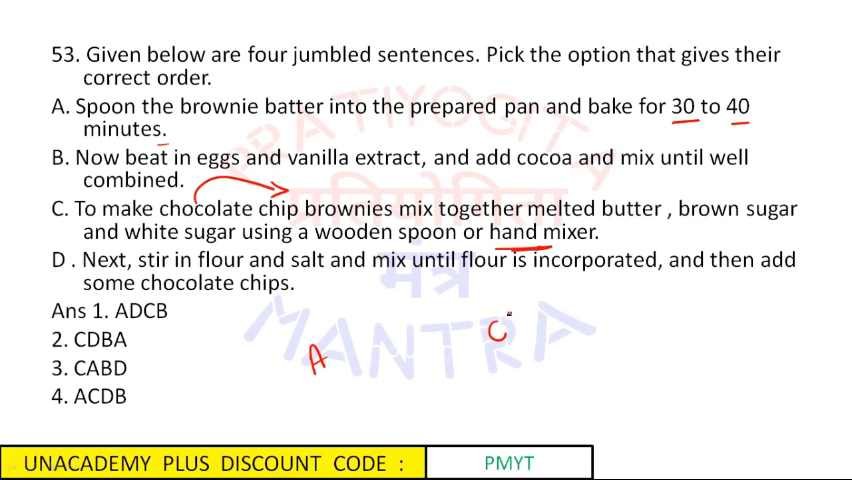 53. Given below are four jumbled sentences. Pick the option that gives their
correct order.
A. Spoon the brownie batter into the prepared pan and bake for 30 to 40
minutes.
B. Now beat in eggs and vanilla extract, and add cocoa and mix until well
combined.
C. To make chocolate chip brownies mix together melted butter , brown sugar
and white sugar using a wooden spoon or hand mixer.
D . Next, stir in flour and salt and mix until flour is incorporated, and then add
some chocolate chips.
Ans 1. ADCB
2. CDBA
3. CABD
4. ACDB
A
C
PRATIYOGITA
प्रतियोगिता
मंत्र
MANTRA
UNACADEMY PLUS DISCOUNT CODE :
PMYT